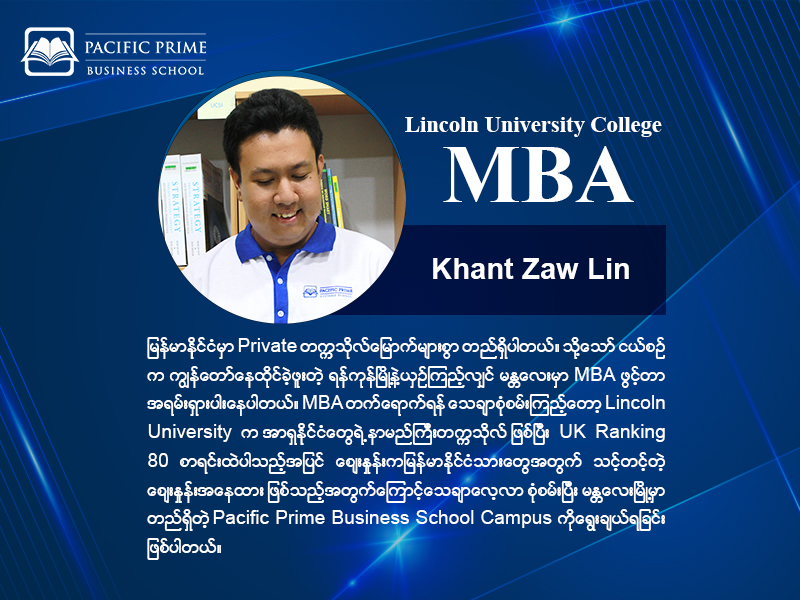 PACIFIC PRIME
BUSINESS SCHOOL
Lincoln University College
MBA
Khant Zaw Lin
STRATEGY
STRATEGY
PACIFIC PRIME
မြန်မာနိုင်ငံမှာ Private တက္ကသိုလ်မြောက်များစွာ တည်ရှိပါတယ်။ သို့သော် ငယ်စဉ်
က ကျွန်တော်နေထိုင်ခဲ့ဖူးတဲ့ ရန်ကုန်မြို့နဲ့ယှဉ်ကြည့်လျှင် မန္တလေးမှာ MBA ဖွင့်တာ
အရမ်းရှားပါးနေပါတယ်။ MBA တက်ရောက်ရန် သေချာစုံစမ်းကြည့်တော့ Lincoln
University က အာရှနိုင်ငံတွေရဲ့နာမည်ကြီးတက္ကသိုလ် ဖြစ်ပြီး UK Ranking
80 စာရင်းထဲပါသည့်အပြင် ဈေးနှုန်းကမြန်မာနိုင်ငံသားတွေအတွက် သင့်တင့်တဲ့
ဈေးနှုန်းအနေထား ဖြစ်သည့်အတွက်ကြောင့်သေချာလေ့လာ စုံစမ်းပြီး မန္တလေးမြို့မှာ
တည်ရှိတဲ့ Pacific Prime Business School Campus ကိုရွေးချယ်ရခြင်း
ဖြစ်ပါတယ်။